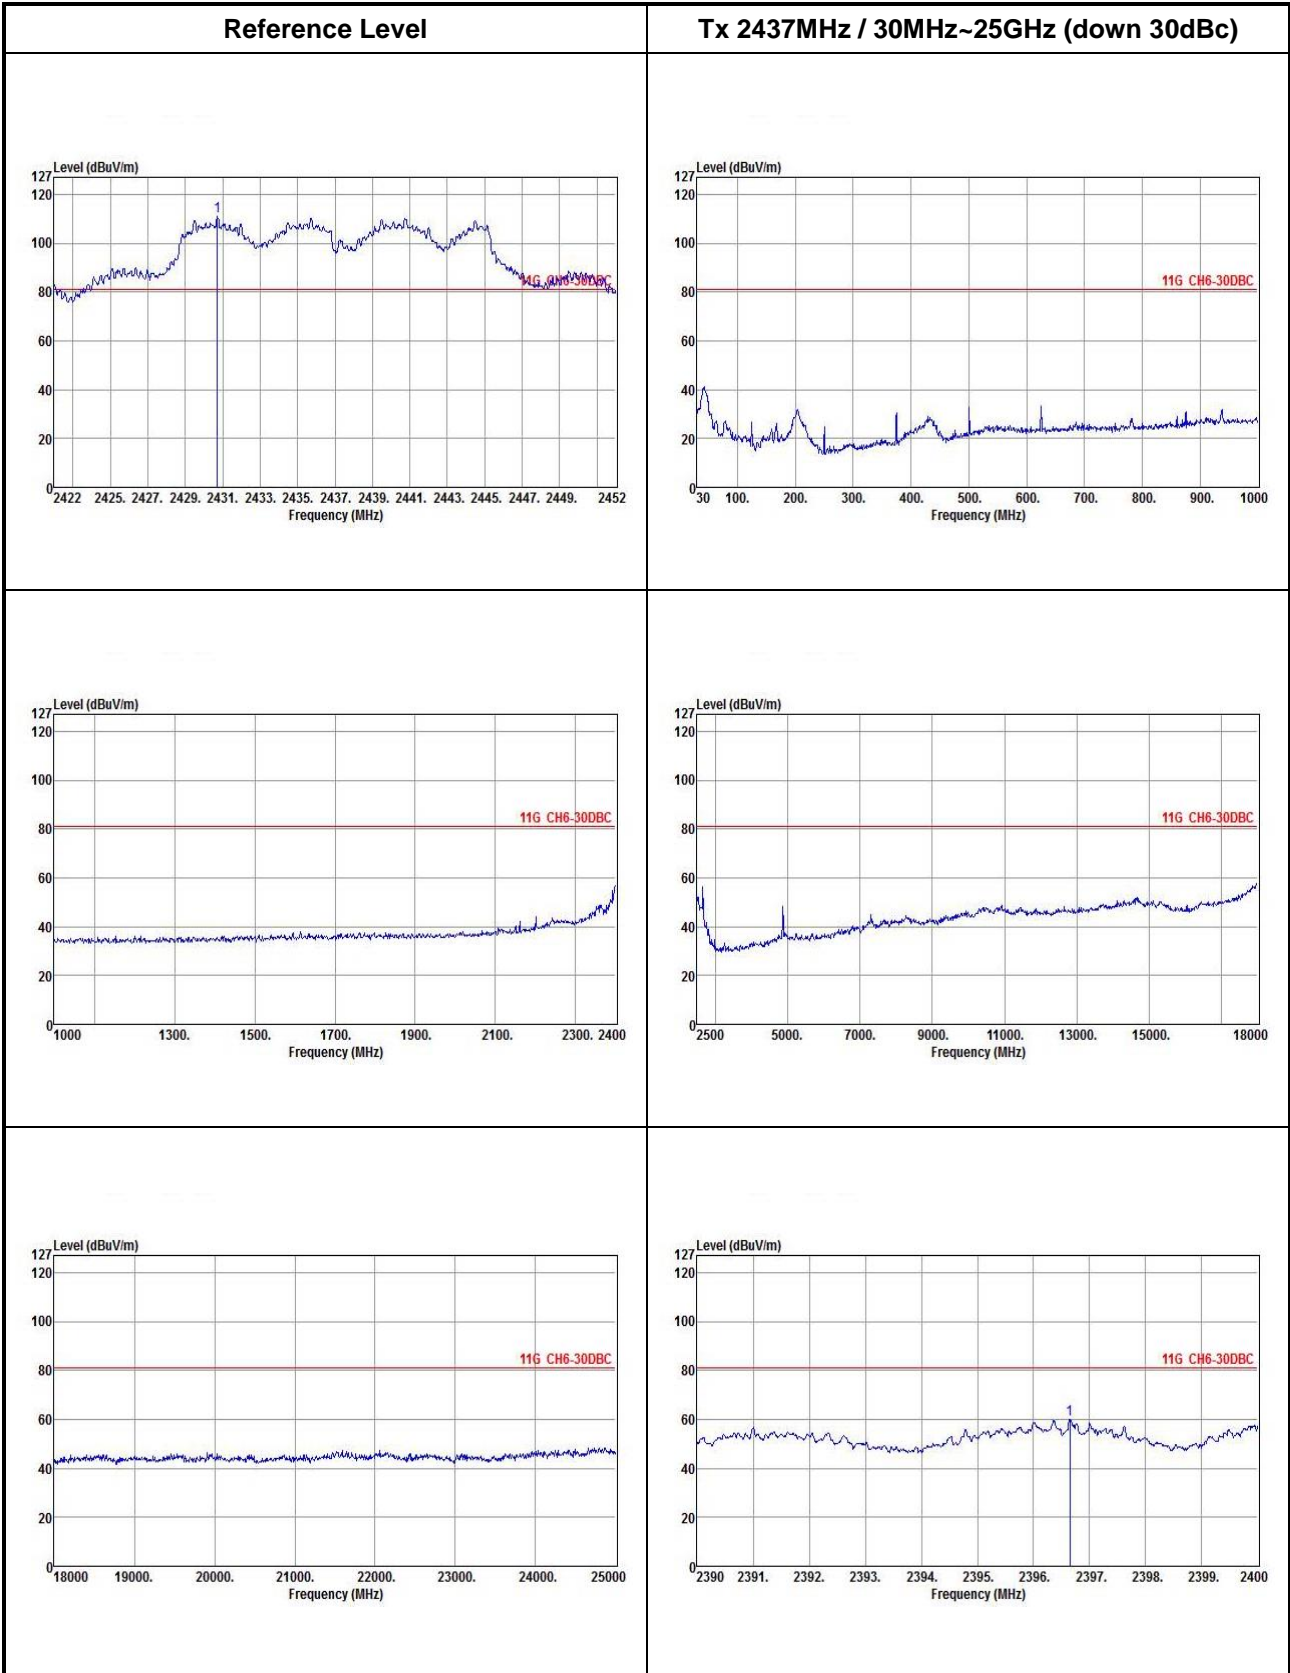 Reference Level
Tx 2437MHz / 30MHz~25GHz (down 30dBc)
Level (dBuV/m)
127
120
1
100
11G CH6-30DBC
80
60
40
20
0
2422 2425. 2427. 2429. 2431. 2433. 2435. 2437. 2439. 2441. 2443. 2445. 2447. 2449. 2452
Frequency (MHz)
Level (dBuV/m)
127
120
100
11G CH6-30DBC
80
60
40
20
0
30 100. 200. 300. 400. 500. 600. 700. 800. 900. 1000
Frequency (MHz)
Level (dBuV/m)
127
120
100
11G CH6-30DBC
80
60
40
20
0
1000 1300. 1500. 1700. 1900. 2100. 2300. 2400
Frequency (MHz)
Level (dBuV/m)
127
120
100
11G CH6-30DBC
80
60
40
20
0
2500 5000. 7000. 9000. 11000. 13000. 15000. 18000
Frequency (MHz)
Level (dBuV/m)
127
120
100
11G CH6-30DBC
80
60
40
20
0
18000 19000. 20000. 21000. 22000. 23000. 24000. 25000
Frequency (MHz)
Level (dBuV/m)
127
120
100
11G CH6-30DBC
80
1
60
40
20
0
2390 2391. 2392. 2393. 2394. 2395. 2396. 2397. 2398. 2399. 2400
Frequency (MHz)